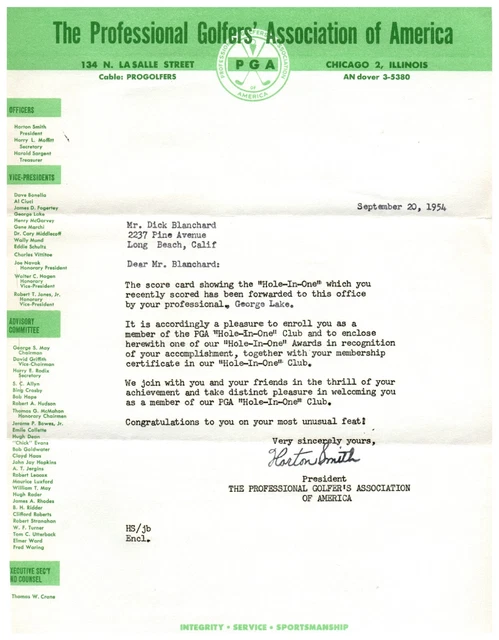 The Professional Golfers' Association of America
134 N. LA SALLE STREET
Cable: PROGOLFERS
PROFESSIONAL GOLFERS' ASSOCIATION
PGA
OF
AMERICA
CHICAGO 2, ILLINOIS
ANdover 3-5380
OFFICERS
Horton Smith
President
Harry L. Moffitt
Secretary
Harold Sargent
Treasurer
VICE-PRESIDENTS
Dave Bonella
Al Ciuci
James D. Fogertey
George Lake
Henry McGarvey
Gene Marchi
Dr. Cary Middlecoff
Wally Mund
Eddie Schultz
Charles Vittitoe
Joe Novak
Honorary President
Walter C. Hagen
Honorary
Vice-President
Robert T. Jones, Jr.
Honorary
Vice-President
ADVISORY
COMMITTEE
George S. May
Chairman
David Griffith
Vice-Chairman
Harry E. Radix
Secretary
S. C. Allyn
Bing Crosby
Bob Hope
Robert A. Hudson
Thomas G. McMahon
Honorary Chairman
Jerome P. Bowes, Jr.
Emile Collette
Hugh Dean
"Chick" Evans
Bob Goldwater
Cloyd Haas
John Jay Hopkins
A. T. Jergins
Robert Leacox
Maurice Luxford
William T. May
Hugh Rader
James A. Rhodes
B. H. Ridder
Clifford Roberts
Robert Stranahan
W. F. Turner
Tom C. Utterback
Elmer Ward
Fred Waring
EXECUTIVE SEC'Y
AND COUNSEL
Thomas W. Crane
September 20, 1954
Mr. Dick Blanchard
2237 Pine Avenue
Long Beach, Calif
Dear Mr. Blanchard:
The score card showing the "Hole-In-One" which you
recently scored has been forwarded to this office
by your professional, George Lake.
It is accordingly a pleasure to enroll you as a
member of the PGA "Hole-In-One" Club and to enclose
herewith one of our "Hole-In-One" Awards in recognition
of your accomplishment, together with your membership
certificate in our "Hole-In-One" Club.
We join with you and your friends in the thrill of your
achievement and take distinct pleasure in welcoming you
as a member of our PGA "Hole-In-One" Club.
Congratulations to you on your most unusual feat!
Very sincerely yours,
Horton Smith
President
THE PROFESSIONAL GOLFER'S ASSOCIATION
OF AMERICA
HS/jb
Encl.
INTEGRITY • SERVICE • SPORTSMANSHIP